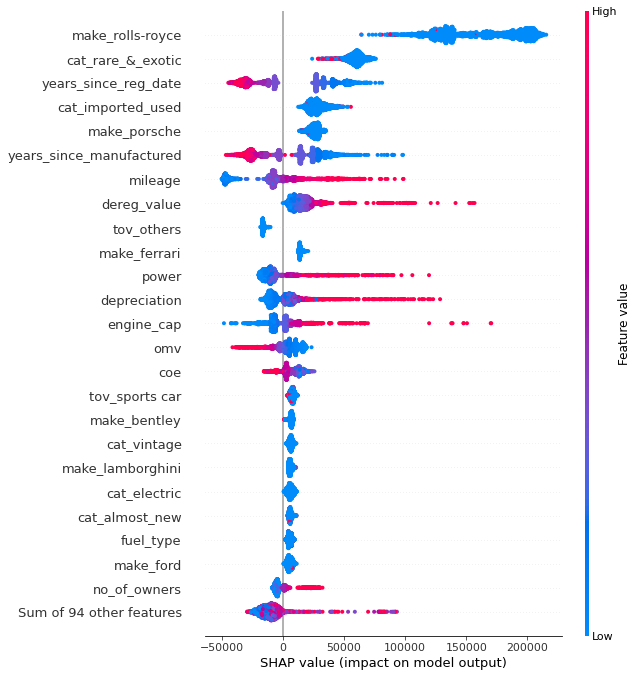 High
make_rolls-royce
cat_rare_&_exotic
years_since_reg_date
cat_imported_used
make_porsche
years_since_manufactured
mileage
dereg_value
tov_others
make_ferrari
power
depreciation
engine_cap
omv
coe
tov_sports car
make_bentley
cat_vintage
make_lamborghini
cat_electric
cat_almost_new
fuel_type
make_ford
no_of_owners
Sum of 94 other features
Feature value
Low
−50000 0 50000 100000 150000 200000
SHAP value (impact on model output)